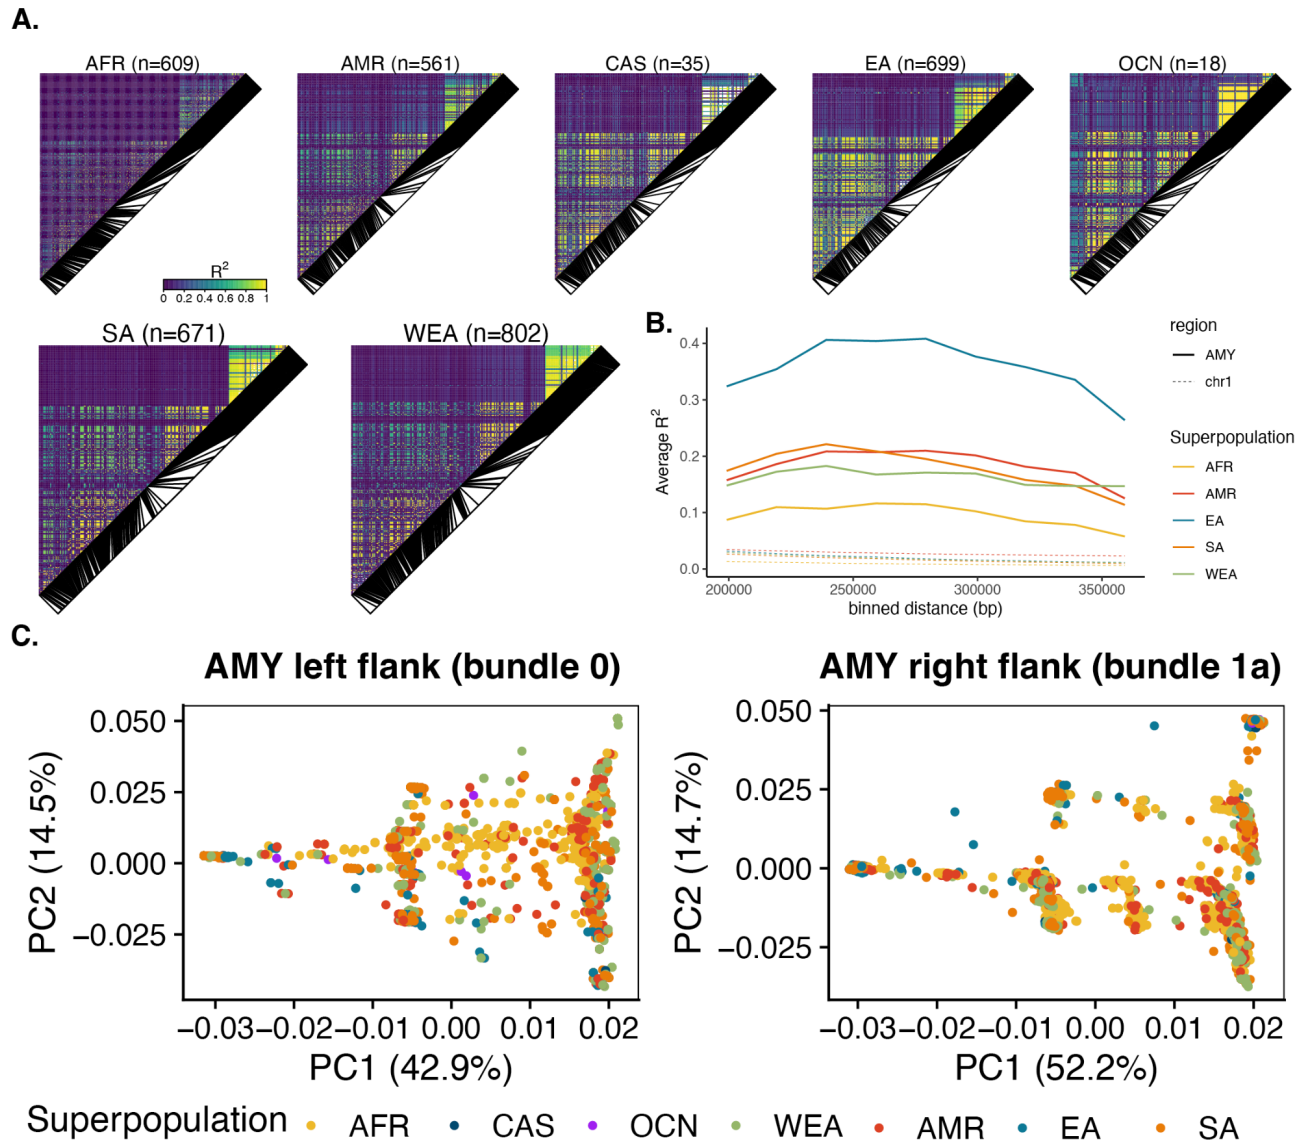 A.
AFR (n=609)
AMR (n=561)
CAS (n=35)
EA (n=699)
OCN (n=18)
R2
0 0.2 0.4 0.6 0.8 1
SA (n=671)
WEA (n=802)
B.
0.4
0.3
0.2
0.1
0.0
Average R2
200000 250000 300000 350000
binned distance (bp)
region
AMY
chr1
Superpopulation
AFR
AMR
EA
SA
WEA
C.
AMY left flank (bundle 0)
0.050
0.025
0.000
−0.025
PC2 (14.5%)
−0.03 −0.02 −0.01 0.00 0.01 0.02
PC1 (42.9%)
AMY right flank (bundle 1a)
0.050
0.025
0.000
−0.025
PC2 (14.7%)
−0.03 −0.02 −0.01 0.00 0.01 0.02
PC1 (52.2%)
Superpopulation AFR CAS OCN WEA AMR EA SA